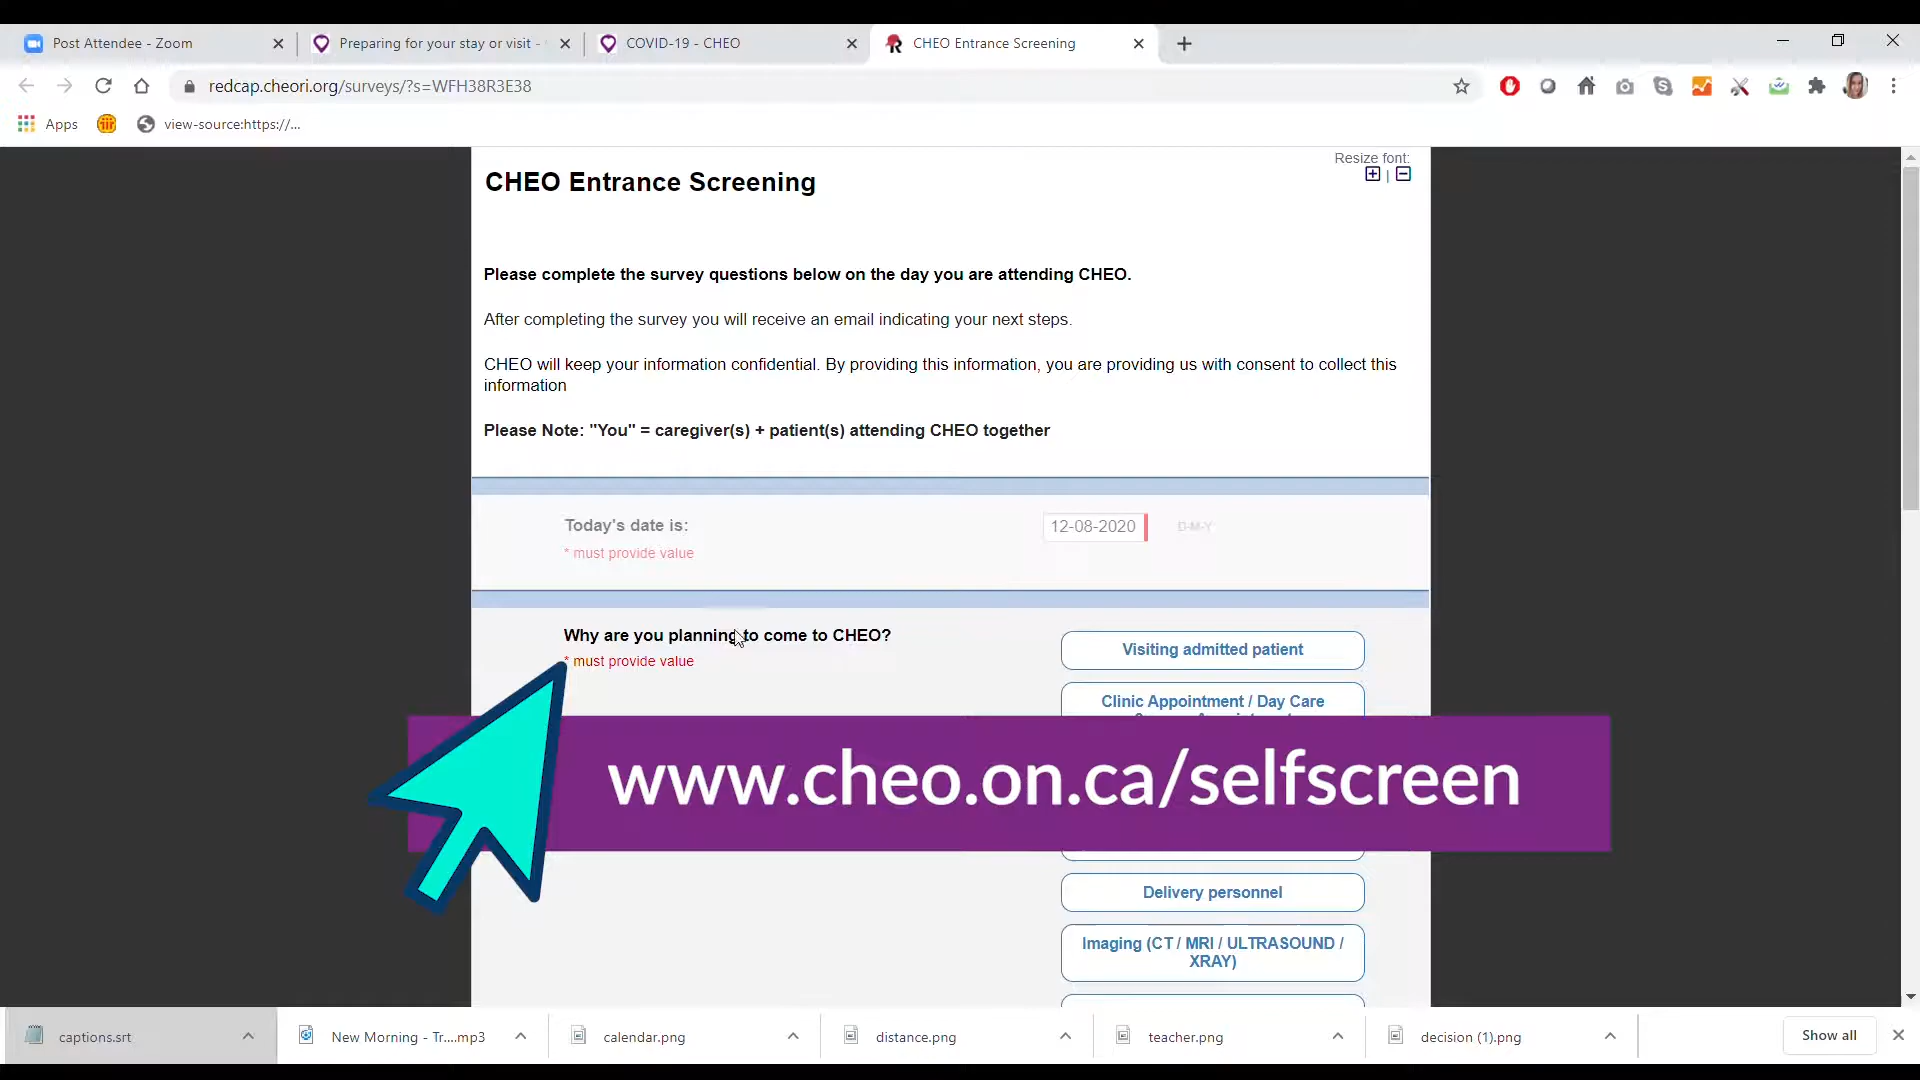 Post Attendee - Zoom
Preparing for your stay or visit -
COVID-19 - CHEO
CHEO Entrance Screening
redcap.cheori.org/surveys/?s=WFH38R3E38
Apps
view-source:https://...
Resize font:
|
CHEO Entrance Screening
Please complete the survey questions below on the day you are attending CHEO.
After completing the survey you will receive an email indicating your next steps.
CHEO will keep your information confidential. By providing this information, you are providing us with consent to collect this
information
Please Note: "You" = caregiver(s) + patient(s) attending CHEO together
Today's date is:
12-08-2020
D-M-Y
* must provide value
Why are you planning to come to CHEO?
* must provide value
Visiting admitted patient
Clinic Appointment / Day Care
www.cheo.on.ca/selfscreen
Delivery personnel
Imaging (CT / MRI / ULTRASOUND /
XRAY)
captions.srt
New Morning - Tr....mp3
calendar.png
distance.png
teacher.png
decision (1).png
Show all